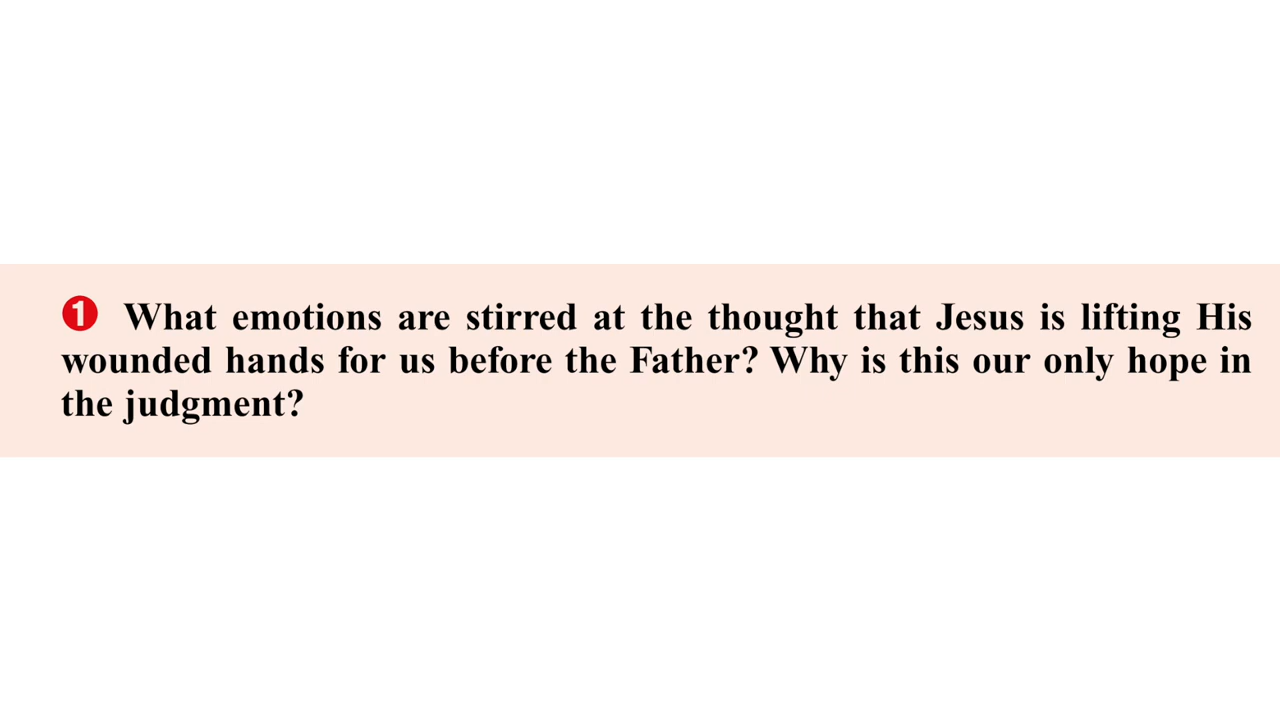 ❶ What emotions are stirred at the thought that Jesus is lifting His
wounded hands for us before the Father? Why is this our only hope in
the judgment?